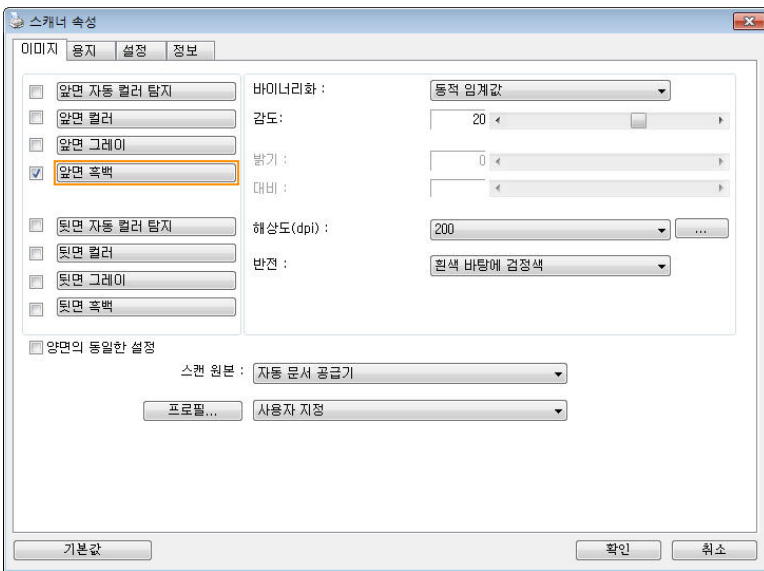 스캐너 속성
이미지 용지 설정 정보
앞면 자동 컬러 탐지
앞면 컬러
앞면 그레이
앞면 흑백
뒷면 자동 컬러 탐지
뒷면 컬러
뒷면 그레이
뒷면 흑백
바이너리화 : 동적 임계값
감도: 20
밝기 : 0
대비 :
해상도(dpi) : 200 ...
반전 : 흰색 바탕에 검정색
양면의 동일한 설정
스캔 원본 : 자동 문서 공급기
프로필... 사용자 지정
기본값 확인 취소